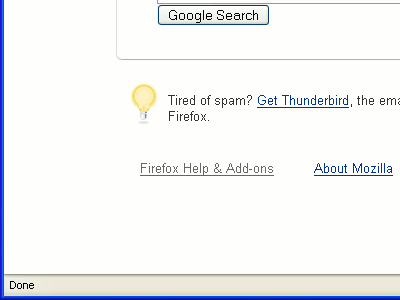 Google Search
Tired of spam? Get Thunderbird, the ema
Firefox.
Firefox Help & Add-ons About Mozilla
Done